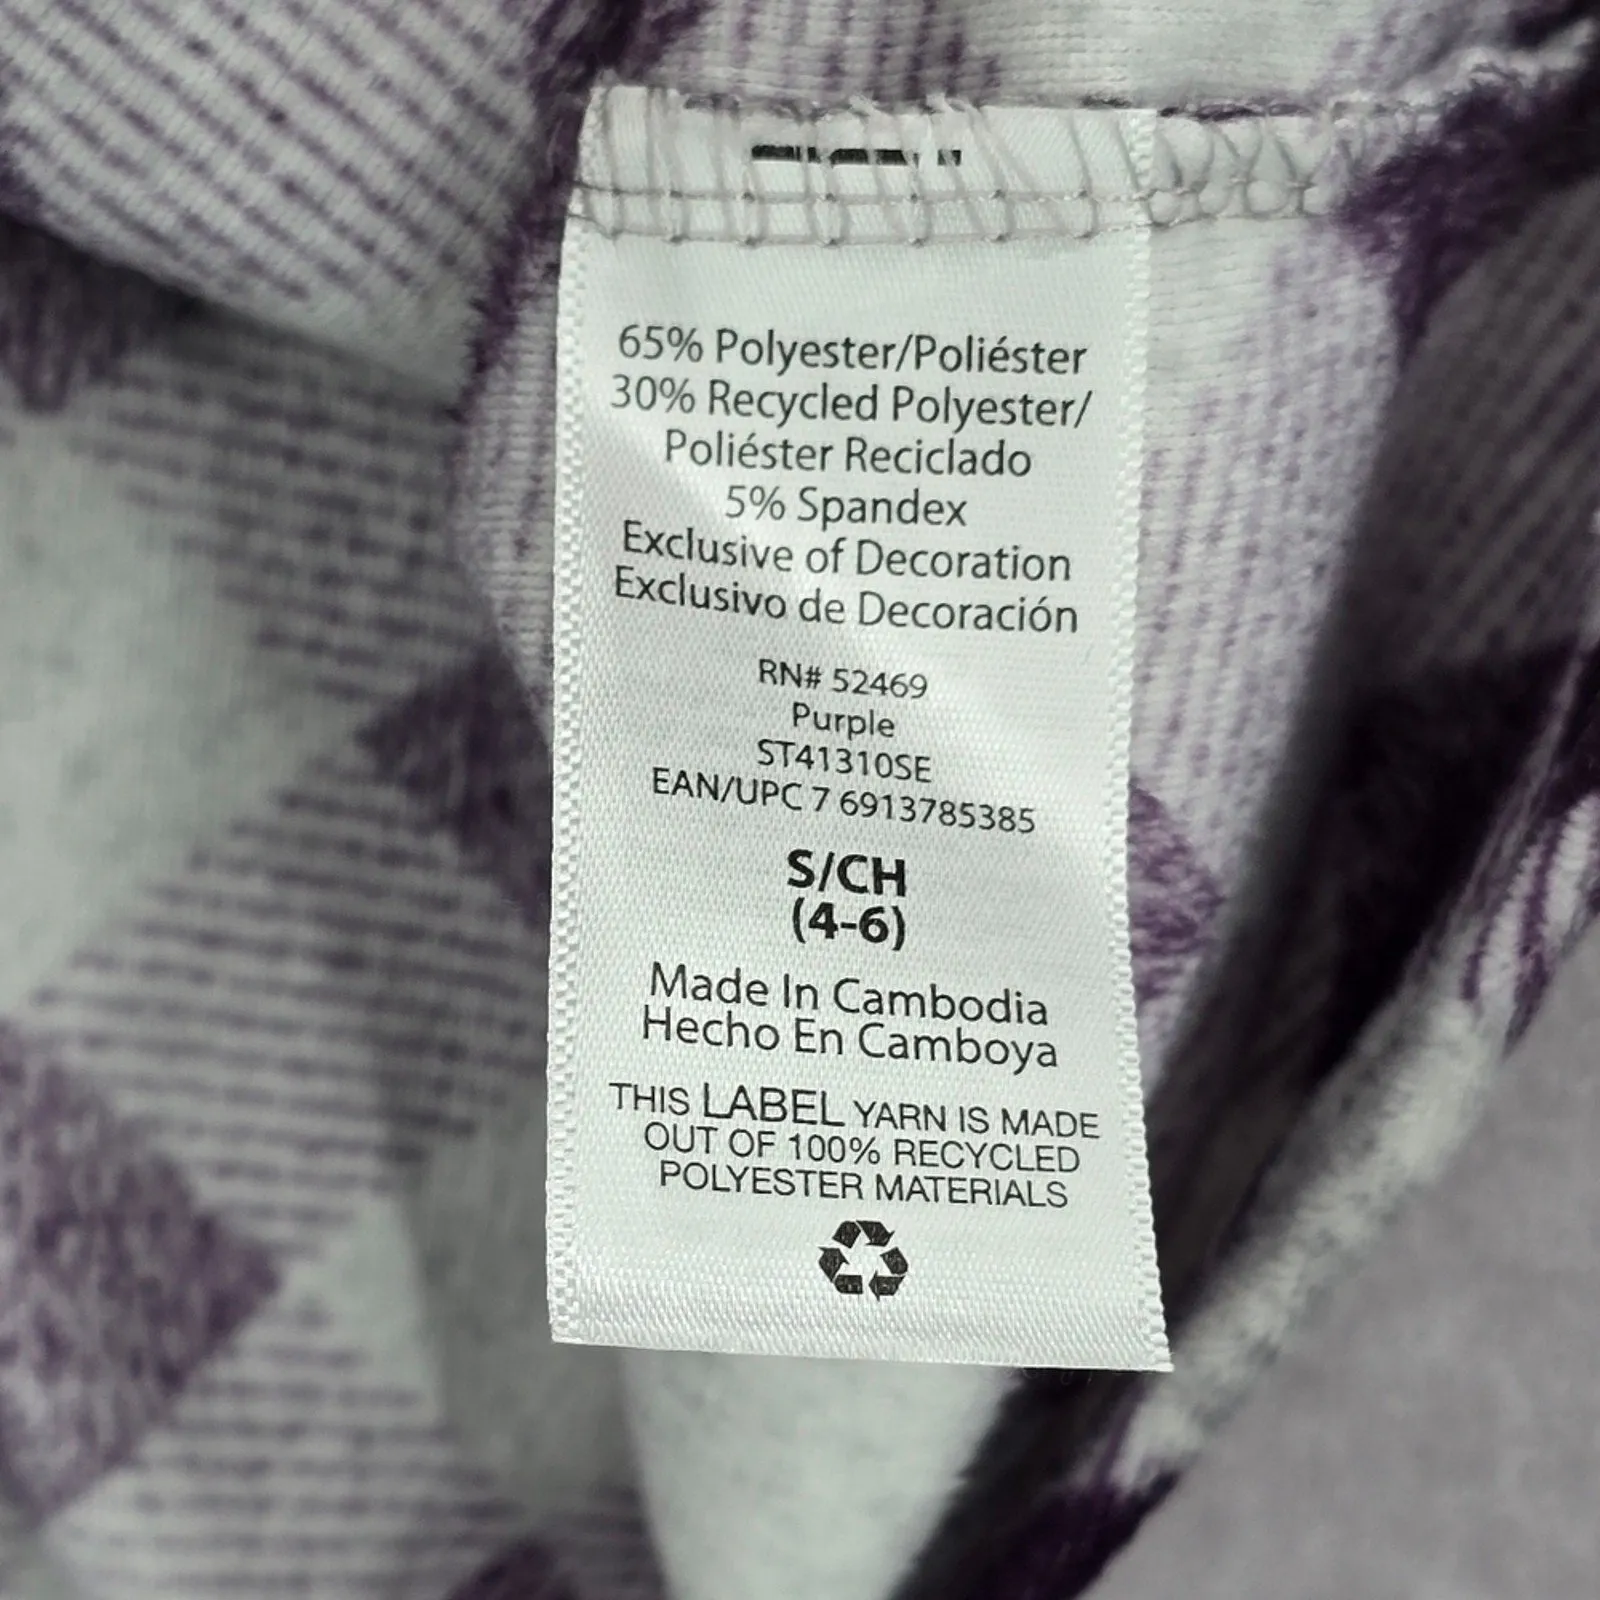 65% Polyester/Poliéster
30% Recycled Polyester/
Poliéster Reciclado
5% Spandex
Exclusive of Decoration
Exclusivo de Decoración
RN# 52469
Purple
ST41310SE
EAN/UPC 7 6913785385
S/CH
(4-6)
Made In Cambodia
Hecho En Camboya
THIS LABEL YARN IS MADE
OUT OF 100% RECYCLED
POLYESTER MATERIALS